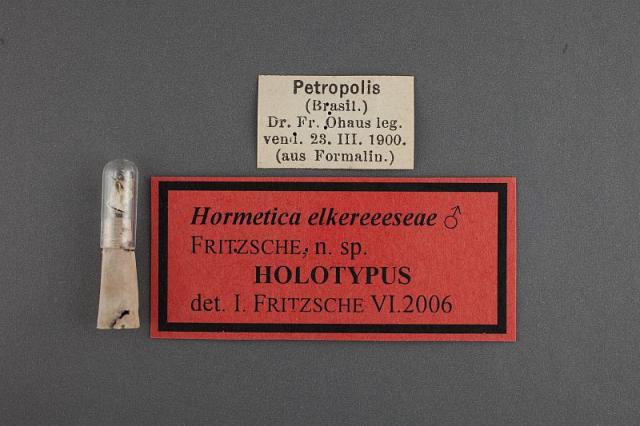 Petropolis
(Brasil.)
Dr. Fr. Ohaus leg.
vend. 23. III. 1900.
(aus Formalin.)
Hormetica elkereeeseae ♂
FRITZSCHE, n. sp.
HOLOTYPUS
det. I. FRITZSCHE VI.2006